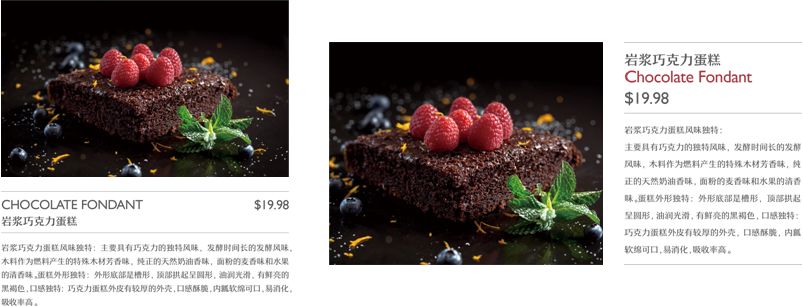 CHOCOLATE FONDANT $19.98
岩浆巧克力蛋糕
岩浆巧克力蛋糕风味独特：主要具有巧克力的独特风味，发酵时间长的发酵风味，
木料作为燃料产生的特殊木材芳香味，纯正的天然奶油香味，面粉的麦香味和水果
的清香味。蛋糕外形独特：外形底部是槽形，顶部拱起呈圆形，油润光滑，有鲜亮的
黑褐色，口感独特：巧克力蛋糕外皮有较厚的外壳，口感酥脆，内瓤软绵可口，易消化，
吸收率高。
岩浆巧克力蛋糕
Chocolate Fondant
$19.98
岩浆巧克力蛋糕风味独特：
主要具有巧克力的独特风味，发酵时间长的发酵
风味，木料作为燃料产生的特殊木材芳香味，纯
正的天然奶油香味，面粉的麦香味和水果的清香
味。蛋糕外形独特：外形底部是槽形，顶部拱起
呈圆形，油润光滑，有鲜亮的黑褐色，口感独特：
巧克力蛋糕外皮有较厚的外壳，口感酥脆，内瓤
软绵可口，易消化，吸收率高。